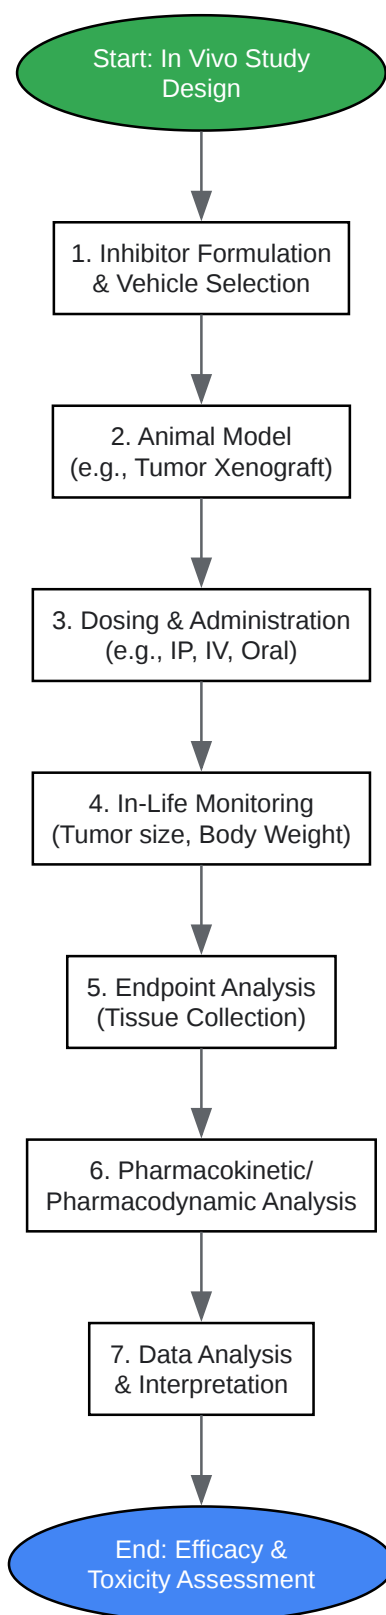 Start: In Vivo Study
Design
1. Inhibitor Formulation
& Vehicle Selection
2. Animal Model
(e.g., Tumor Xenograft)
3. Dosing & Administration
(e.g., IP, IV, Oral)
4. In-Life Monitoring
(Tumor size, Body Weight)
5. Endpoint Analysis
(Tissue Collection)
6. Pharmacokinetic/
Pharmacodynamic Analysis
7. Data Analysis
& Interpretation
End: Efficacy &
Toxicity Assessment